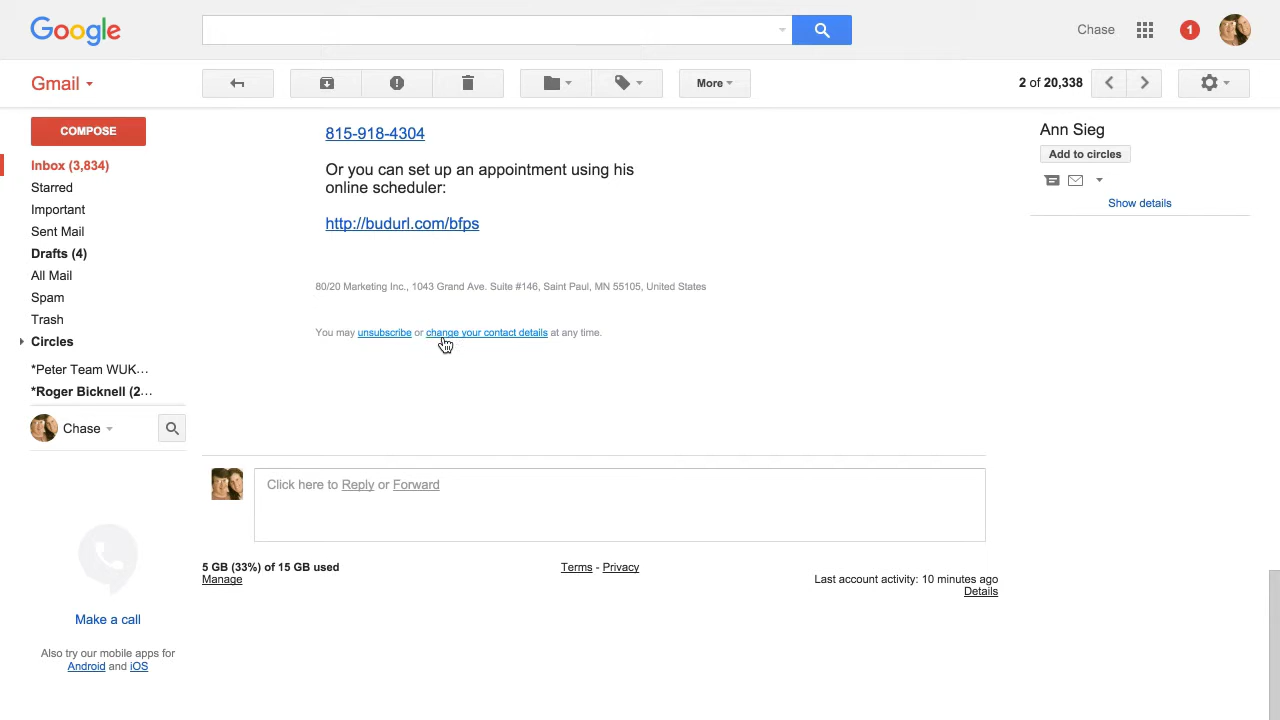 Google
Chase
1
Gmail
More
2 of 20,338
COMPOSE
Inbox (3,834)
Starred
Important
Sent Mail
Drafts (4)
All Mail
Spam
Trash
Circles
*Peter Team WUK...
*Roger Bicknell (2...
Chase
Make a call
Also try our mobile apps for
Android and iOS
815-918-4304
Or you can set up an appointment using his
online scheduler:
http://budurl.com/bfps
80/20 Marketing Inc., 1043 Grand Ave. Suite #146, Saint Paul, MN 55105, United States
You may unsubscribe or change your contact details at any time.
Click here to Reply or Forward
5 GB (33%) of 15 GB used
Manage
Terms - Privacy
Last account activity: 10 minutes ago
Details
Ann Sieg
Add to circles
Show details